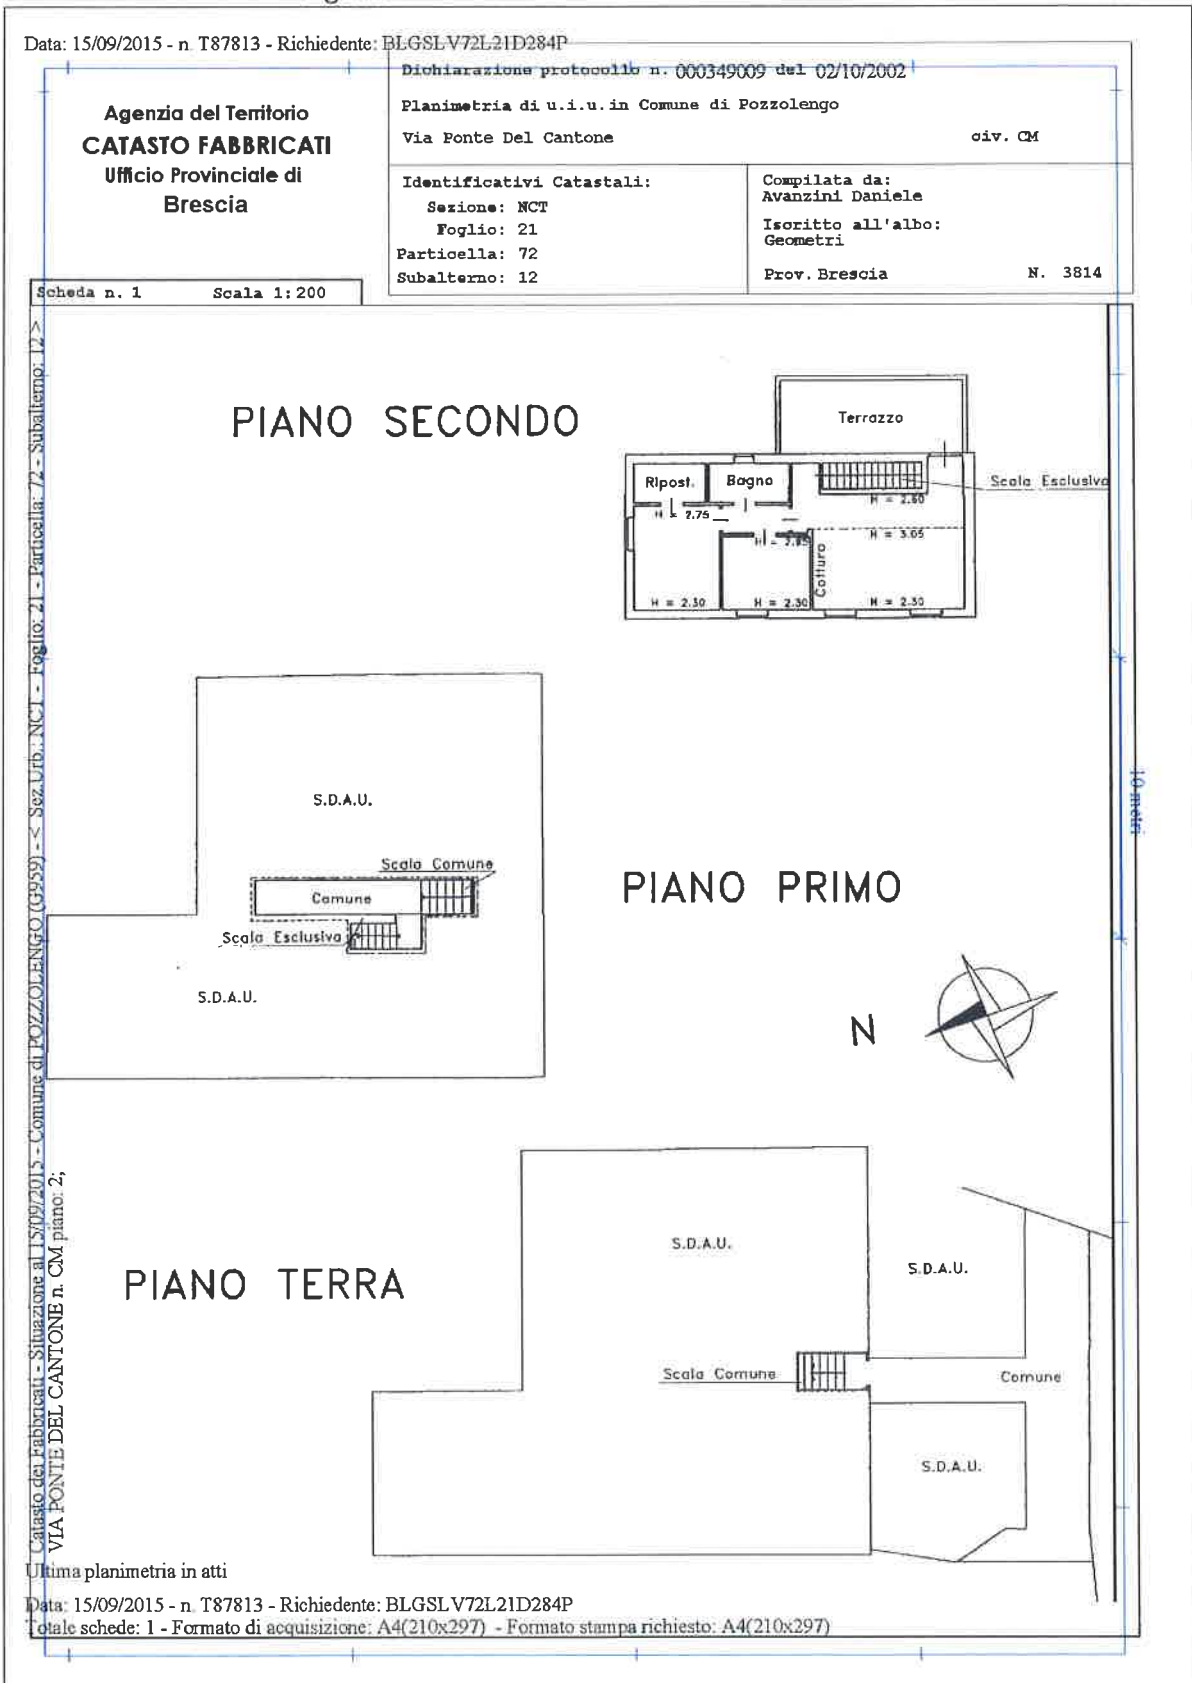 Data: 15/09/2015 - n. T87813 - Richiedente: BLGSLV72L21D284P
Dichiarazione protocollo n. 000349009 del 02/10/2002
Planimetria di u.i.u. in Comune di Pozzolengo
Via Ponte Del Cantone civ. CM
Agenzia del Territorio
CATASTO FABBRICATI
Ufficio Provinciale di
Brescia
Identificativi Catastali:
Sezione: NCT
Foglio: 21
Particella: 72
Subalterno: 12
Compilata da:
Avanzini Daniele
Iscritto all'albo:
Geometri
Prov. Brescia N. 3814
Scheda n. 1 Scala 1:200
PIANO SECONDO
Terrazzo
Ripost.
Bagno
Scala Esclusiva
H = 2.60
H = 2.75
H = 3.05
H = 2.85
Cottura
H = 2.30
H = 2.30
H = 2.30
S.D.A.U.
Scala Comune
Comune
Scala Esclusiva
S.D.A.U.
PIANO PRIMO
10 metri
N
PIANO TERRA
S.D.A.U.
S.D.A.U.
Scala Comune
Comune
S.D.A.U.
Catasto dei Fabbricati - Situazione al 15/09/2015 - Comune di POZZOLENGO (G959) - < Sez.Urb.: NCT - Foglio: 21 - Particella: 72 - Subalterno: 12 >
VIA PONTE DEL CANTONE n. CM piano: 2;
Ultima planimetria in atti
Data: 15/09/2015 - n. T87813 - Richiedente: BLGSLV72L21D284P
Totale schede: 1 - Formato di acquisizione: A4(210x297) - Formato stampa richiesto: A4(210x297)